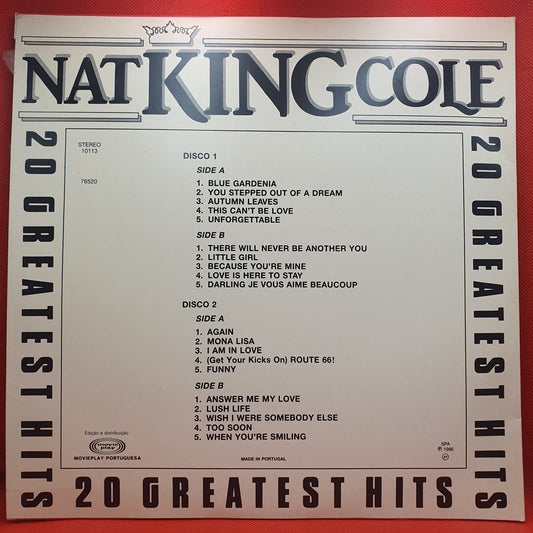 NAT KING COLE
20 GREATEST HITS
20 GREATEST HITS
STEREO
10113
76520
DISCO 1
SIDE A
1. BLUE GARDENIA
2. YOU STEPPED OUT OF A DREAM
3. AUTUMN LEAVES
4. THIS CAN'T BE LOVE
5. UNFORGETTABLE
SIDE B
1. THERE WILL NEVER BE ANOTHER YOU
2. LITTLE GIRL
3. BECAUSE YOU'RE MINE
4. LOVE IS HERE TO STAY
5. DARLING JE VOUS AIME BEAUCOUP
DISCO 2
SIDE A
1. AGAIN
2. MONA LISA
3. I AM IN LOVE
4. (Get Your Kicks On) ROUTE 66!
5. FUNNY
SIDE B
1. ANSWER ME MY LOVE
2. LUSH LIFE
3. WISH I WERE SOMEBODY ELSE
4. TOO SOON
5. WHEN YOU'RE SMILING
Edição e distribuição:
movie
play
MOVIEPLAY PORTUGUESA
MADE IN PORTUGAL
SPA
℗ 1986
20 GREATEST HITS